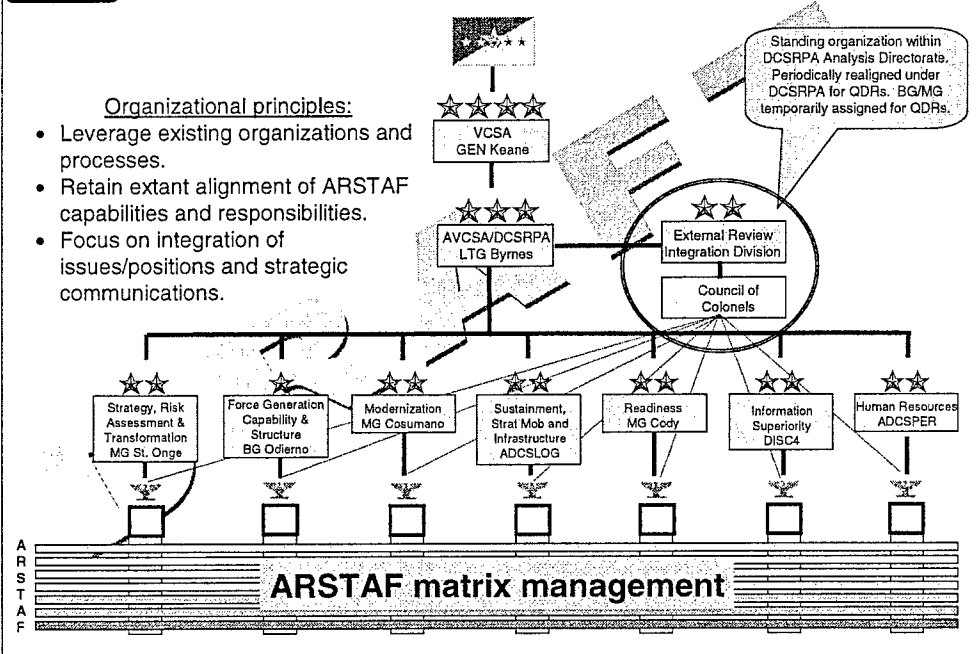 Organizational principles:
• Leverage existing organizations and
processes.
• Retain extant alignment of ARSTAF
capabilities and responsibilities.
• Focus on integration of
issues/positions and strategic
communications.
VCSA
GEN Keane
AVCSA/DCSRPA
LTG Byrnes
Standing organization within
DCSRPA Analysis Directorate.
Periodically realigned under
DCSRPA for QDRs. BG/MG
temporarily assigned for QDRs.
External Review
Integration Division
Council of
Colonels
Strategy, Risk
Assessment &
Transformation
MG St. Onge
Force Generation
Capability &
Structure
BG Odierno
Modernization
MG Cosumano
Sustainment,
Strat Mob and
Infrastructure
ADCSLOG
Readiness
MG Cody
Information
Superiority
DISC4
Human Resources
ADCSPER
A
R
S
T
A
F
ARSTAF matrix management